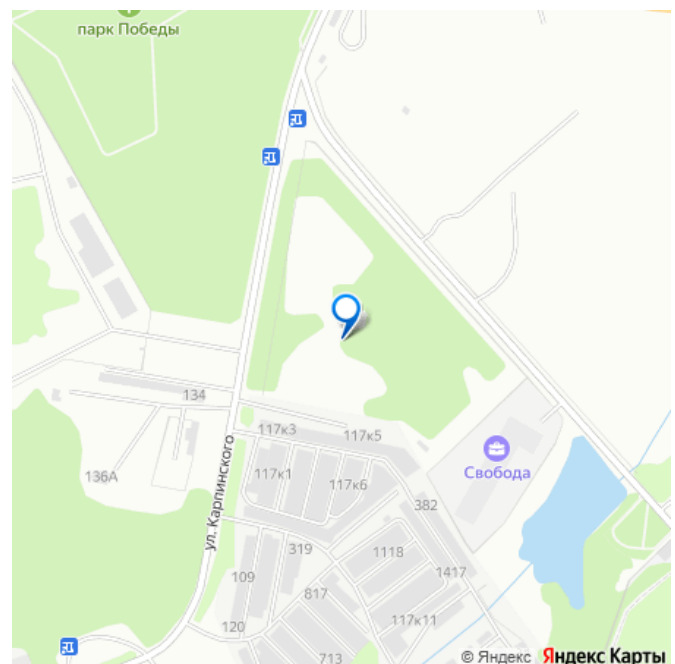 парк Победы
134
117к3
117к5
136А
117к1
117к6
Свобода
ул. Карпинского
382
319
1118
109
1417
817
117к11
120
713
© Яндекс Яндекс Карты